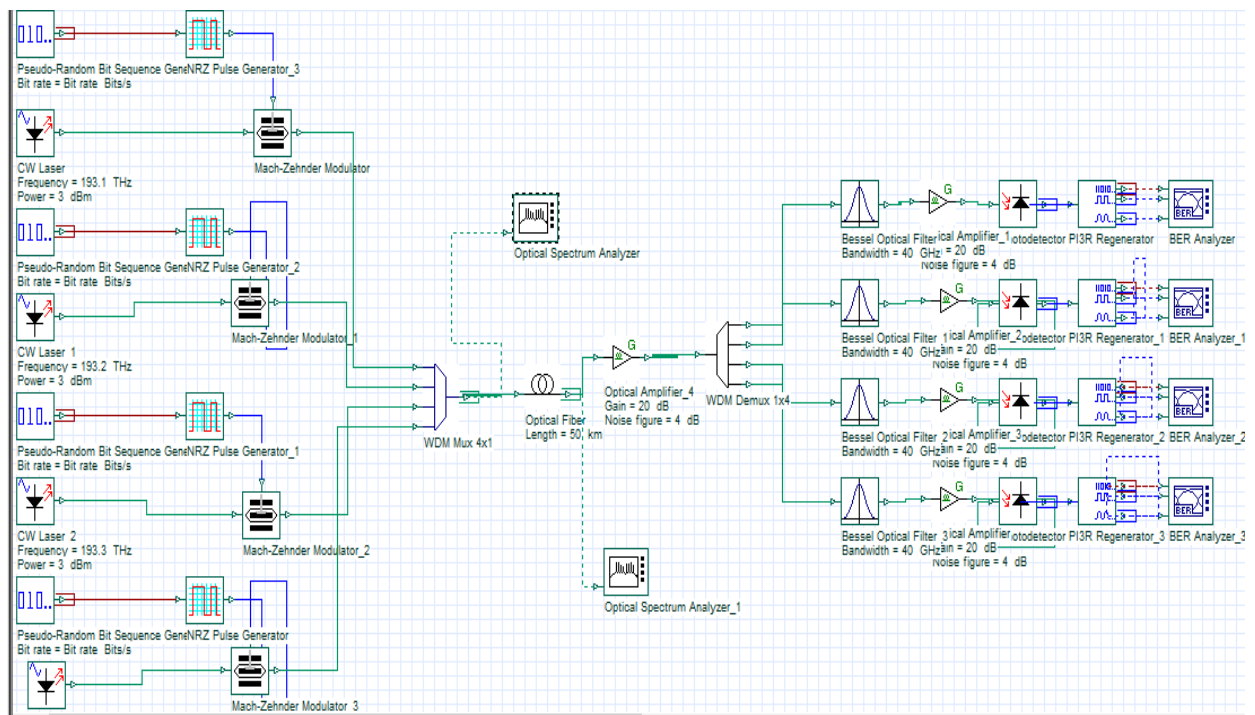 Pseudo-Random Bit Sequence Gene
NRZ Pulse Generator_3
Bit rate = Bit rate Bits/s
CW Laser
Frequency = 193.1 THz
Power = 3 dBm
Mach-Zehnder Modulator
Pseudo-Random Bit Sequence Gene
NRZ Pulse Generator_2
Bit rate = Bit rate Bits/s
CW Laser 1
Frequency = 193.2 THz
Power = 3 dBm
Mach-Zehnder Modulator_1
Pseudo-Random Bit Sequence Gene
NRZ Pulse Generator_1
Bit rate = Bit rate Bits/s
CW Laser 2
Frequency = 193.3 THz
Power = 3 dBm
Mach-Zehnder Modulator_2
Pseudo-Random Bit Sequence Gene
NRZ Pulse Generator
Bit rate = Bit rate Bits/s
Mach-Zehnder Modulator_3
WDM Mux 4x1
Optical Spectrum Analyzer
Optical Fiber
Length = 50 km
Optical Amplifier_4
Gain = 20 dB
Noise figure = 4 dB
Optical Spectrum Analyzer_1
WDM Demux 1x4
Bessel Optical Filter
Bandwidth = 40 GHz
ical Amplifier_1
= 20 dB
Noise figure = 4 dB
otodetector PI
3R Regenerator
BER Analyzer
Bessel Optical Filter_1
Bandwidth = 40 GHz
ical Amplifier_2
ain = 20 dB
Noise figure = 4 dB
otodetector PI
3R Regenerator_1
BER Analyzer_1
Bessel Optical Filter_2
Bandwidth = 40 GHz
ical Amplifier_3
= 20 dB
Noise figure = 4 dB
otodetector PI
3R Regenerator_2
BER Analyzer_2
Bessel Optical Filter_3
Bandwidth = 40 GHz
ical Amplifier
ain = 20 dB
Noise figure = 4 dB
otodetector PI
3R Regenerator_3
BER Analyzer_3